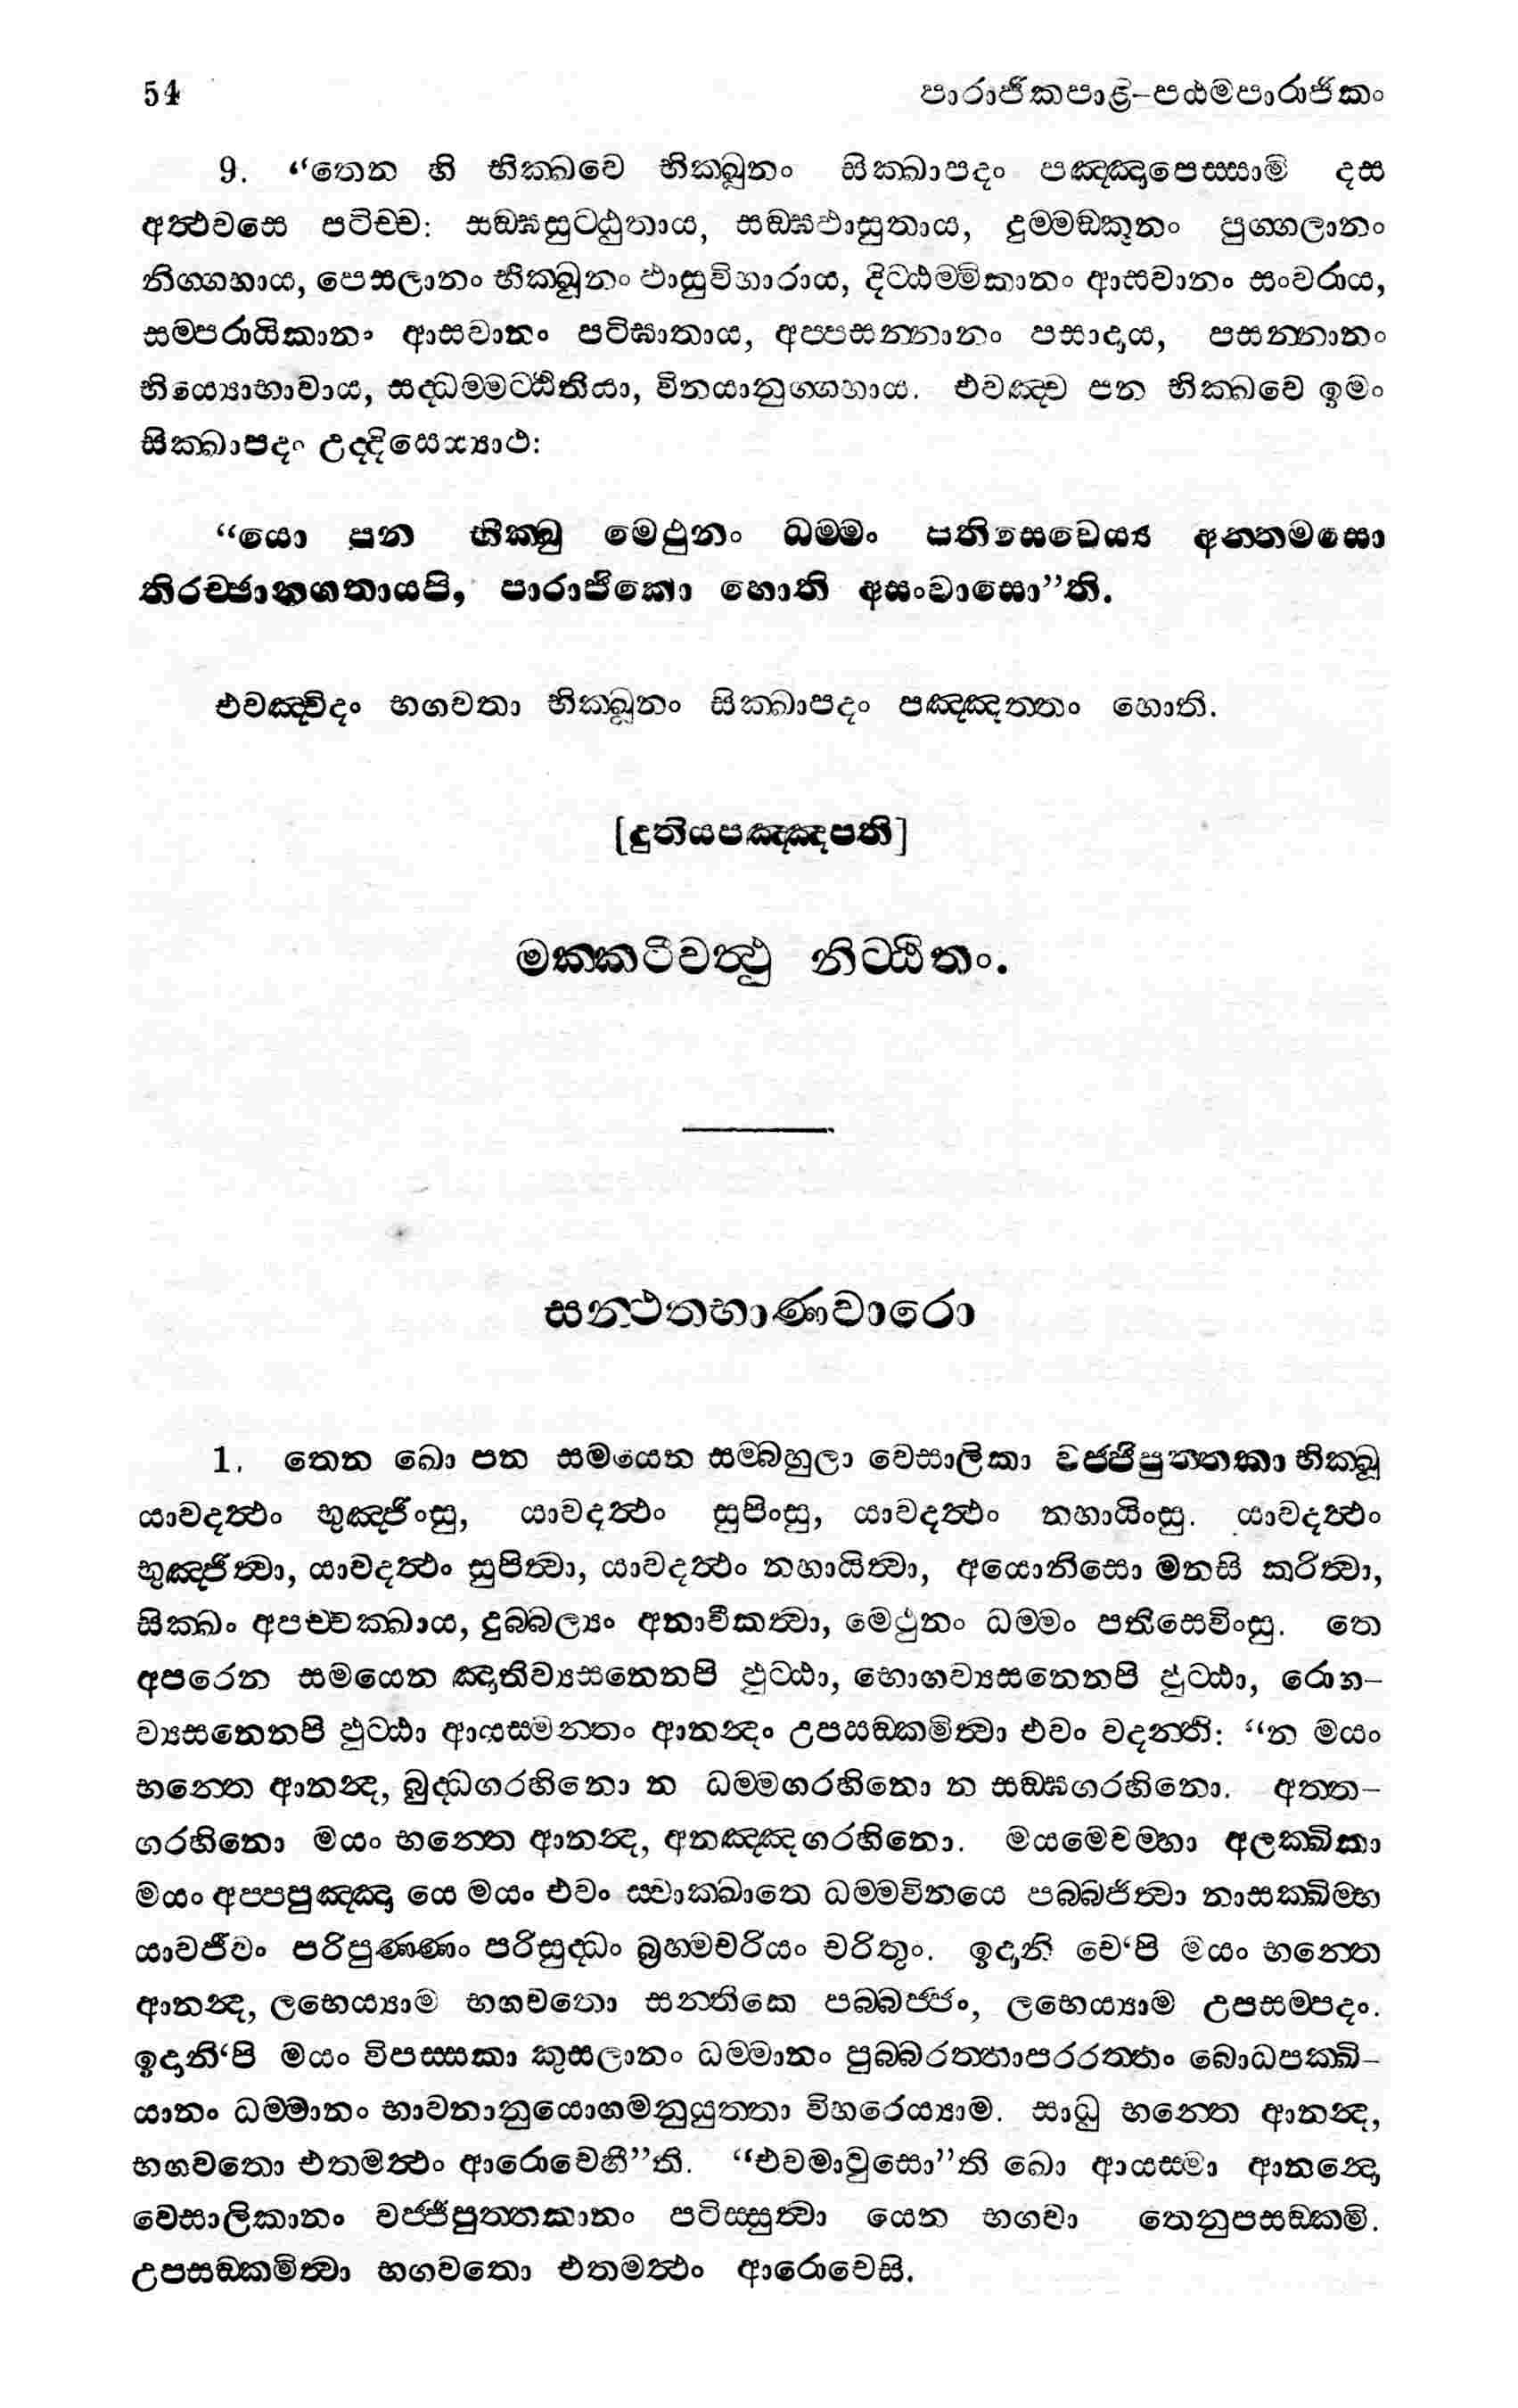 54 පාරාජිකපාළි-පඨමපාරාජිකං
9. “තෙන හි භික්ඛවෙ භික්ඛූනං සික්ඛාපදං පඤ්ඤාපෙස්සාමි දස
අත්ථවසෙ පටිච්ච: සඞ්ඝසුට්ඨුතාය, සඞ්ඝඵාසුතාය, දුම්මඞ්කූනං පුග්ගලානං
නිග්ගහාය, පෙසලානං භික්ඛූනං ඵාසුවිහාරාය, දිට්ඨම්මිකානං ආසවානං සංවරාය,
සම්පරායිකානං ආසවානං පටිඝාතාය, අප්පසන්නානං පසාදාය, පසන්නානං
භිය්‍යොභාවාය, සද්ධම්මට්ඨිතියා, විනයානුග්ගහාය. එවඤ්ච පන භික්ඛවෙ ඉමං
සික්ඛාපදං උද්දිසෙය්‍යාථ:
“යො පන භික්ඛු මෙථුනං ධම්මං පතිසෙවෙය්‍ය අන්තමසො
තිරච්ඡානගතායපි, පාරාජිකො හොති අසංවාසො”ති.
එවඤ්චිදං භගවතා භික්ඛූනං සික්ඛාපදං පඤ්ඤත්තං හොති.
[දුතියපඤ්ඤපති]
මක්කටීවත්ථු නිට්ඨිතං.
සන්ථතභාණවාරො
1. තෙන ඛො පන සමයෙන සම්බහුලා වෙසාලිකා වජ්ජිපුත්තකා භික්ඛූ
යාවදත්ථං භුඤ්ජිංසු, යාවදත්ථං සුපිංසු, යාවදත්ථං නහායිංසු. යාවදත්ථං
භුඤ්ජිත්වා, යාවදත්ථං සුපිත්වා, යාවදත්ථං නහායිත්වා, අයොනිසො මනසි කරිත්වා,
සික්ඛං අපච්චක්ඛාය, දුබ්බල්‍යං අනාවීකත්වා, මෙථුනං ධම්මං පතිසෙවිංසු. තෙ
අපරෙන සමයෙන ඤාතිව්‍යසනෙනපි ඵුට්ඨා, භොගව්‍යසනෙනපි ඵුට්ඨා, රොග-
ව්‍යසනෙනපි ඵුට්ඨා ආයස්මන්තං ආනන්දං උපසඞ්කමිත්වා එවං වදන්ති: “න මයං
භන්තෙ ආනන්ද, බුද්ධගරහිනො න ධම්මගරහිනො න සඞ්ඝගරහිනො. අත්ත-
ගරහිනො මයං භන්තෙ ආනන්ද, අනඤ්ඤගරහිනො. මයමෙවම්හා අලක්ඛිකා
මයං අප්පපුඤ්ඤා යෙ මයං එවං ස්වාක්ඛාතෙ ධම්මවිනයෙ පබ්බජිත්වා නාසක්ඛිම්හ
යාවජීවං පරිපුණ්ණං පරිසුද්ධං බ්‍රහ්මචරියං චරිතුං. ඉදානි චෙ‘පි මයං භන්තෙ
ආනන්ද, ලභෙය්‍යාම භගවතො සන්තිකෙ පබ්බජ්ජං, ලභෙය්‍යාම උපසම්පදං.
ඉදානි‘පි මයං විපස්සකා කුසලානං ධම්මානං පුබ්බරත්තාපරරත්තං බොධපක්ඛි-
යානං ධම්මානං භාවනානුයොගමනුයුත්තා විහරෙය්‍යාම. සාධු භන්තෙ ආනන්ද,
භගවතො එතමත්ථං ආරොචෙහී”ති. “එවමාවුසො”ති ඛො ආයස්මා ආනන්දො
වෙසාලිකානං වජ්ජිපුත්තකානං පටිස්සුත්වා යෙන භගවා තෙනුපසඞ්කමි.
උපසඞ්කමිත්වා භගවතො එතමත්ථං ආරොචෙසි.